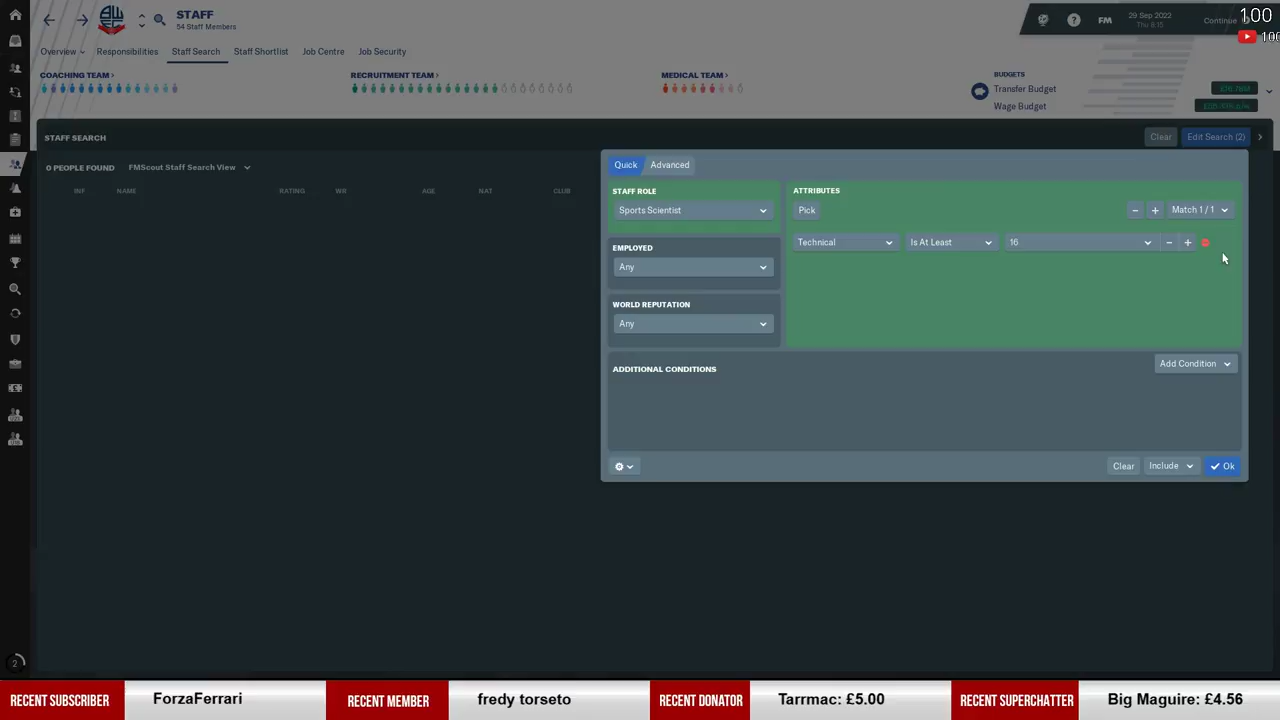 STAFF
54 Staff Members
29 Sep 2022
Thu 8:15
FM
Continue
100
100
Overview
Responsibilities
Staff Search
Staff Shortlist
Job Centre
Job Security
COACHING TEAM
RECRUITMENT TEAM
MEDICAL TEAM
BUDGETS
Transfer Budget
Wage Budget
STAFF SEARCH
Clear
Edit Search (2)
0 PEOPLE FOUND
FMScout Staff Search View
INF
NAME
RATING
WR
AGE
NAT
CLUB
Quick
Advanced
STAFF ROLE
Sports Scientist
EMPLOYED
Any
WORLD REPUTATION
Any
ATTRIBUTES
Pick
Match 1 / 1
Technical
Is At Least
16
ADDITIONAL CONDITIONS
Add Condition
Clear
Include
Ok
2
RECENT SUBSCRIBER
ForzaFerrari
RECENT MEMBER
fredy torseto
RECENT DONATOR
Tarrmac: £5.00
RECENT SUPERCHATTER
Big Maguire: £4.56